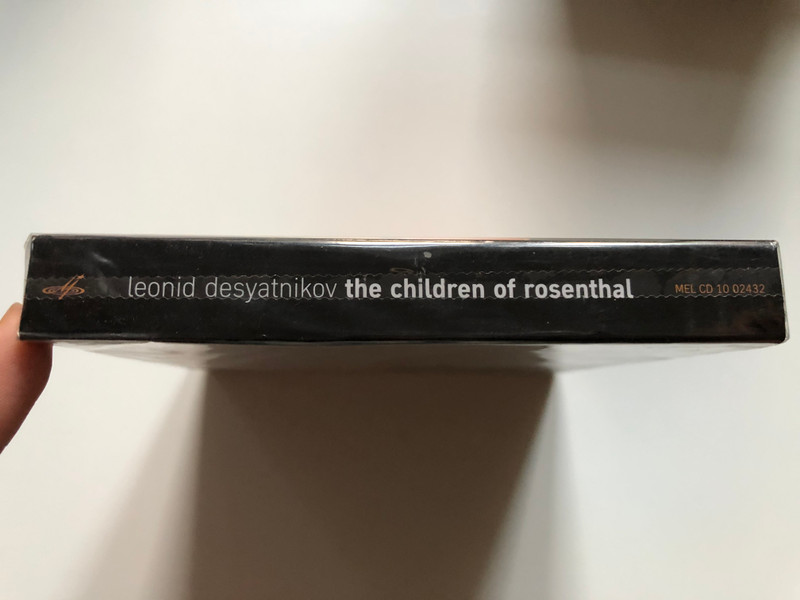 leonid desyatnikov the children of rosenthal MEL CD 10 02432